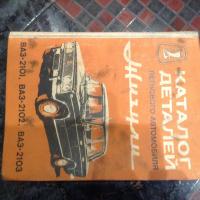 КАТАЛОГ
ДЕТАЛЕЙ
ЛЕГКОВОГО АВТОМОБИЛЯ
Жигули
ВАЗ-2101, ВАЗ-2102, ВАЗ-2103